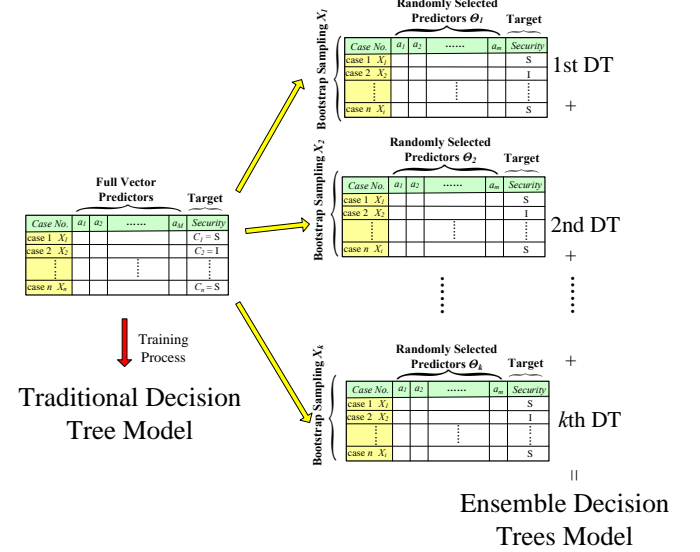 Randomly Selected
Predictors Θ1 Target
Bootstrap Sampling X1
Case No. a1 a2 ...... am Security
case 1 X1 S
case 2 X2 I
case n Xi S
1st DT
+
Randomly Selected
Predictors Θ2 Target
Bootstrap Sampling X2
Case No. a1 a2 ...... am Security
case 1 X1 S
case 2 X2 I
case n Xi S
2nd DT
+
Full Vector
Predictors Target
Case No. a1 a2 ...... aM Security
case 1 X1 C1 = S
case 2 X2 C2 = I
case n Xn Cn = S
Training
Process
Traditional Decision
Tree Model
+
Randomly Selected
Predictors Θk Target
Bootstrap Sampling Xk
Case No. a1 a2 ...... am Security
case 1 X1 S
case 2 X2 I
case n Xi S
kth DT
=
Ensemble Decision
Trees Model